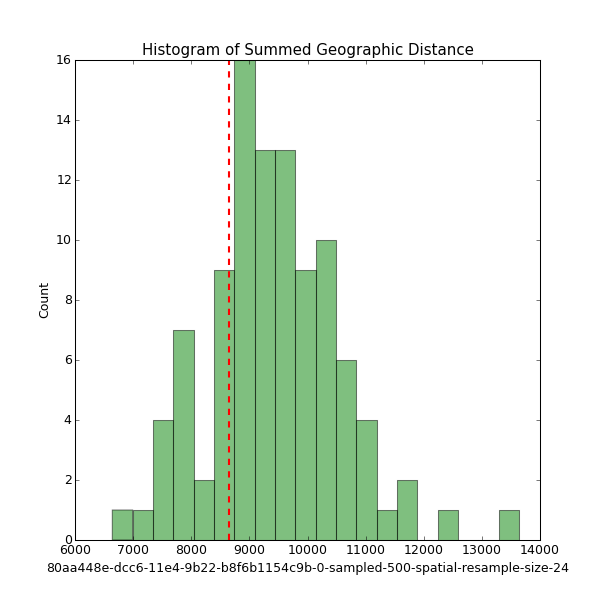 Histogram of Summed Geographic Distance
16
14
12
10
8
6
4
2
0
Count
6000 7000 8000 9000 10000 11000 12000 13000 14000
80aa448e-dcc6-11e4-9b22-b8f6b1154c9b-0-sampled-500-spatial-resample-size-24